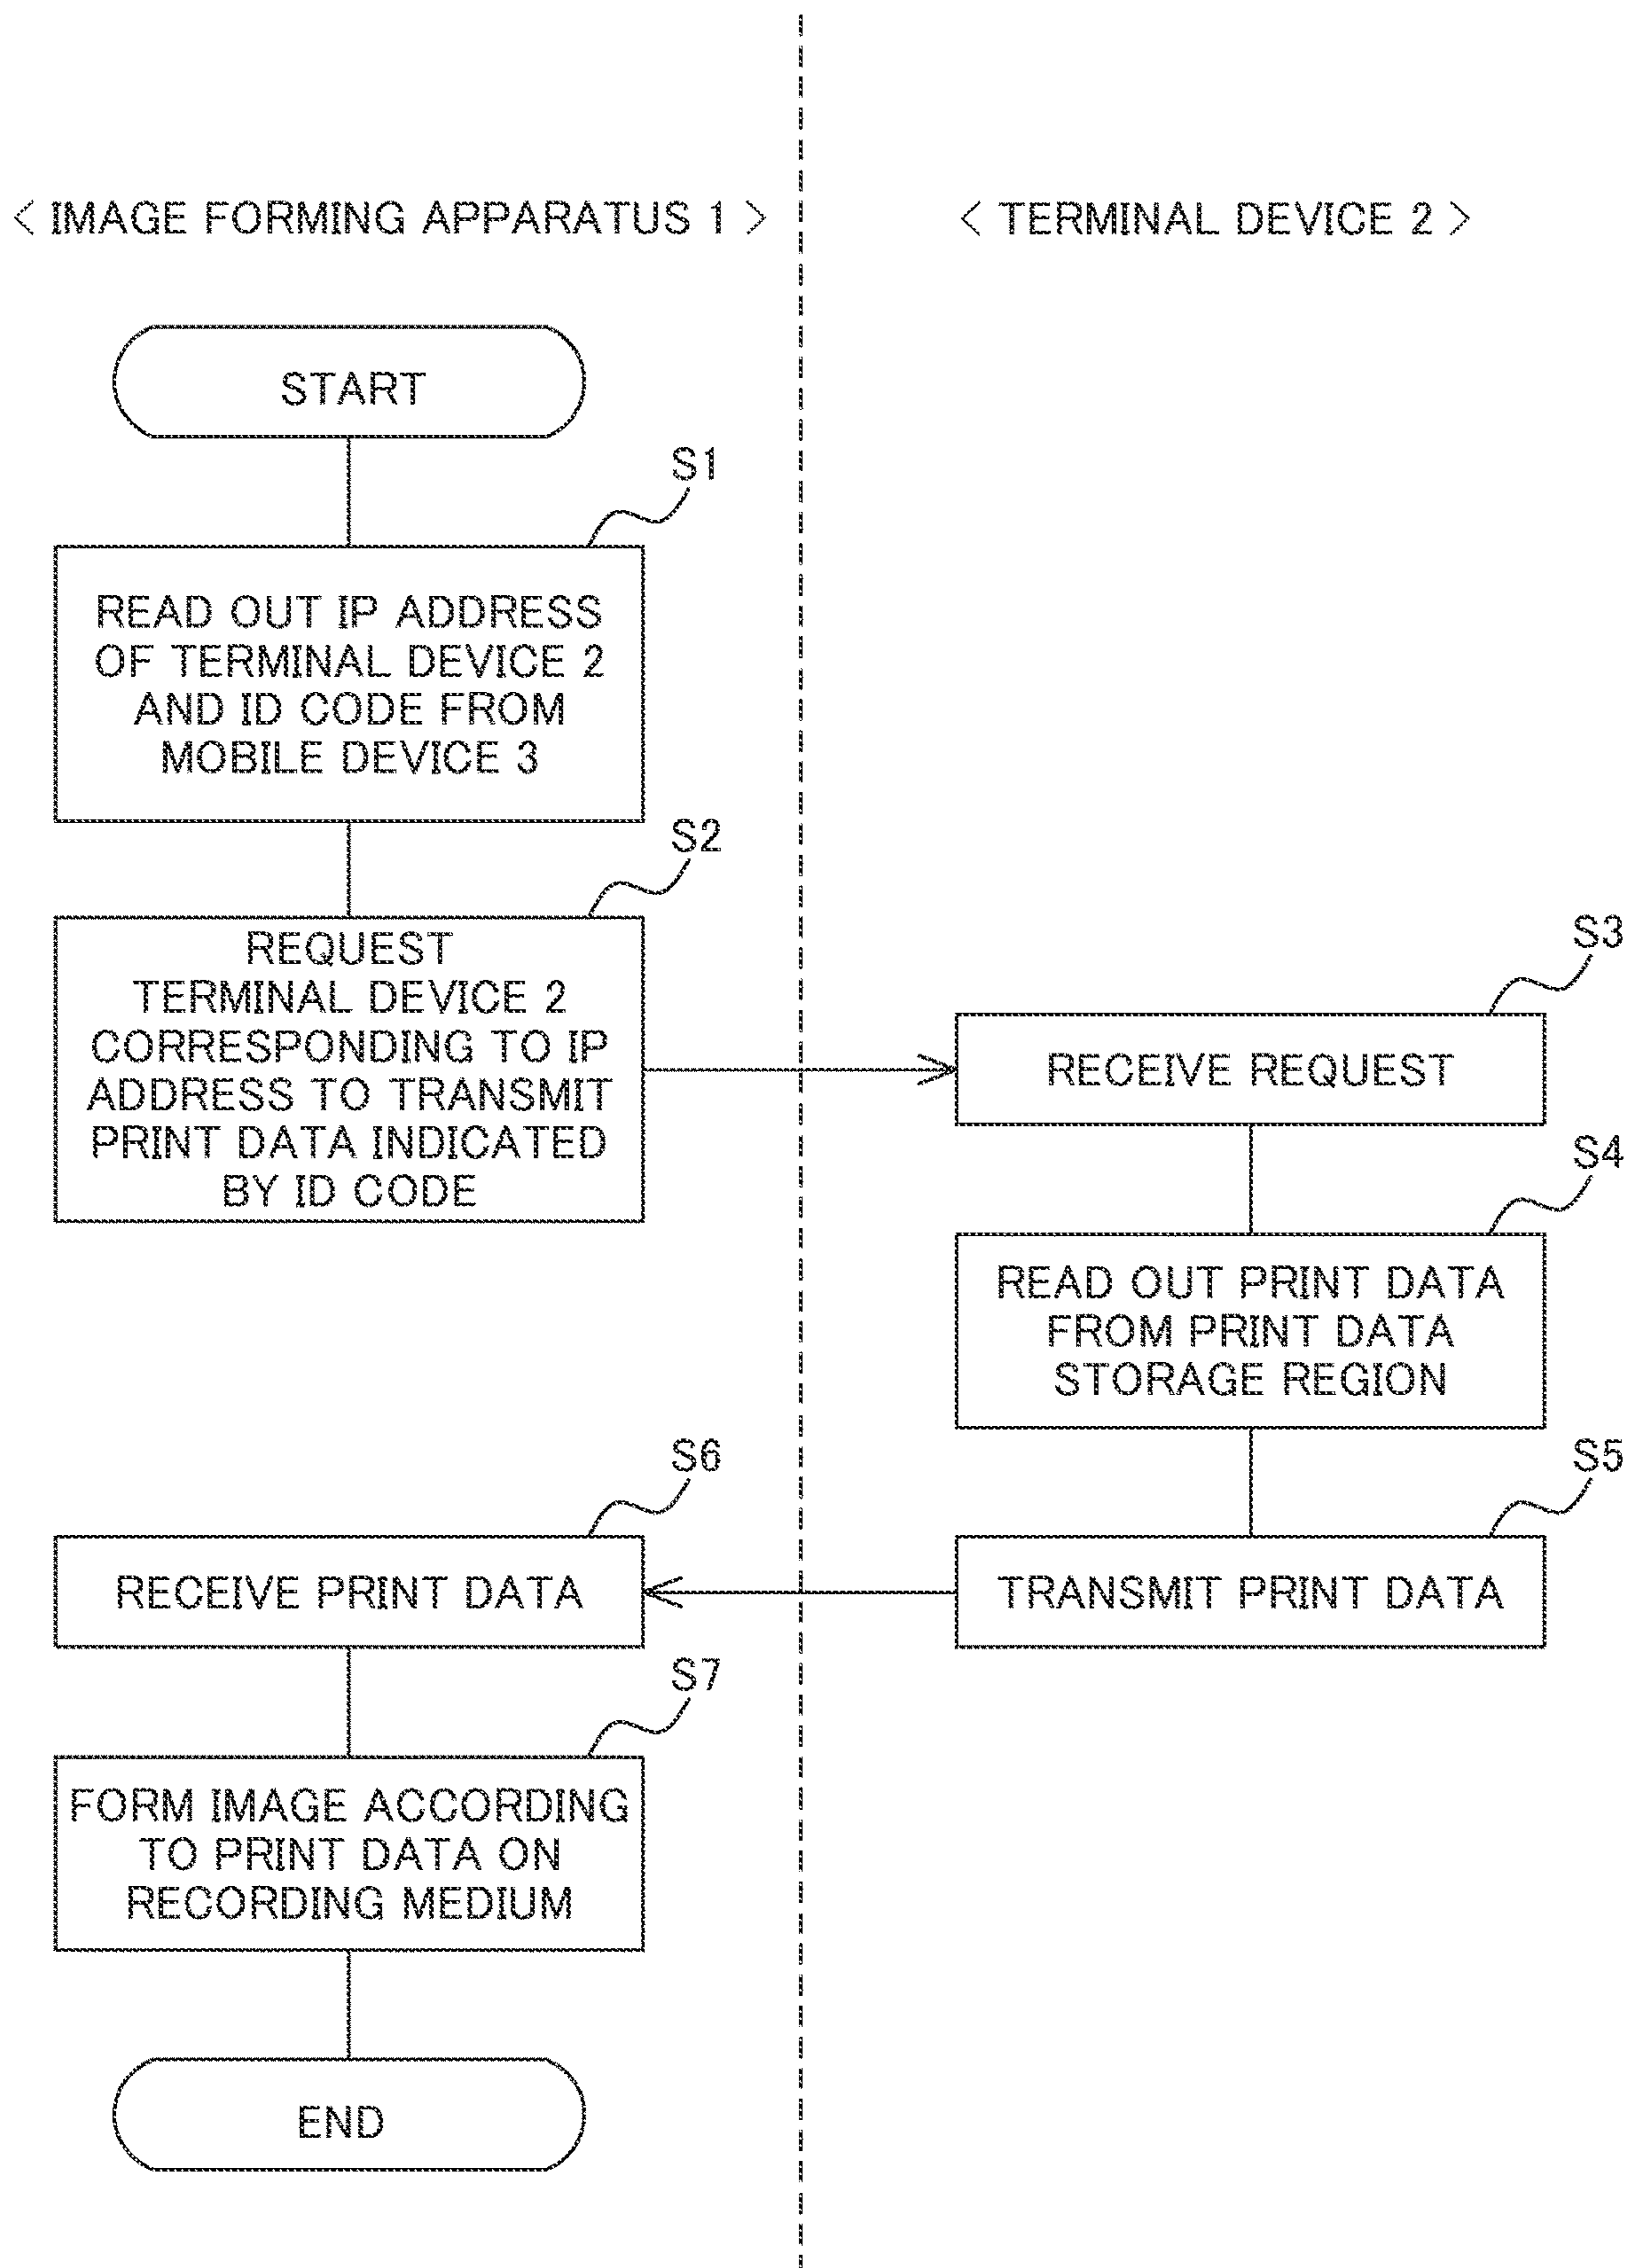 < IMAGE FORMING APPARATUS 1 >
< TERMINAL DEVICE 2 >
START
S1
READ OUT IP ADDRESS
OF TERMINAL DEVICE 2
AND ID CODE FROM
MOBILE DEVICE 3
S2
REQUEST
TERMINAL DEVICE 2
CORRESPONDING TO IP
ADDRESS TO TRANSMIT
PRINT DATA INDICATED
BY ID CODE
S3
RECEIVE REQUEST
S4
READ OUT PRINT DATA
FROM PRINT DATA
STORAGE REGION
S5
TRANSMIT PRINT DATA
S6
RECEIVE PRINT DATA
S7
FORM IMAGE ACCORDING
TO PRINT DATA ON
RECORDING MEDIUM
END